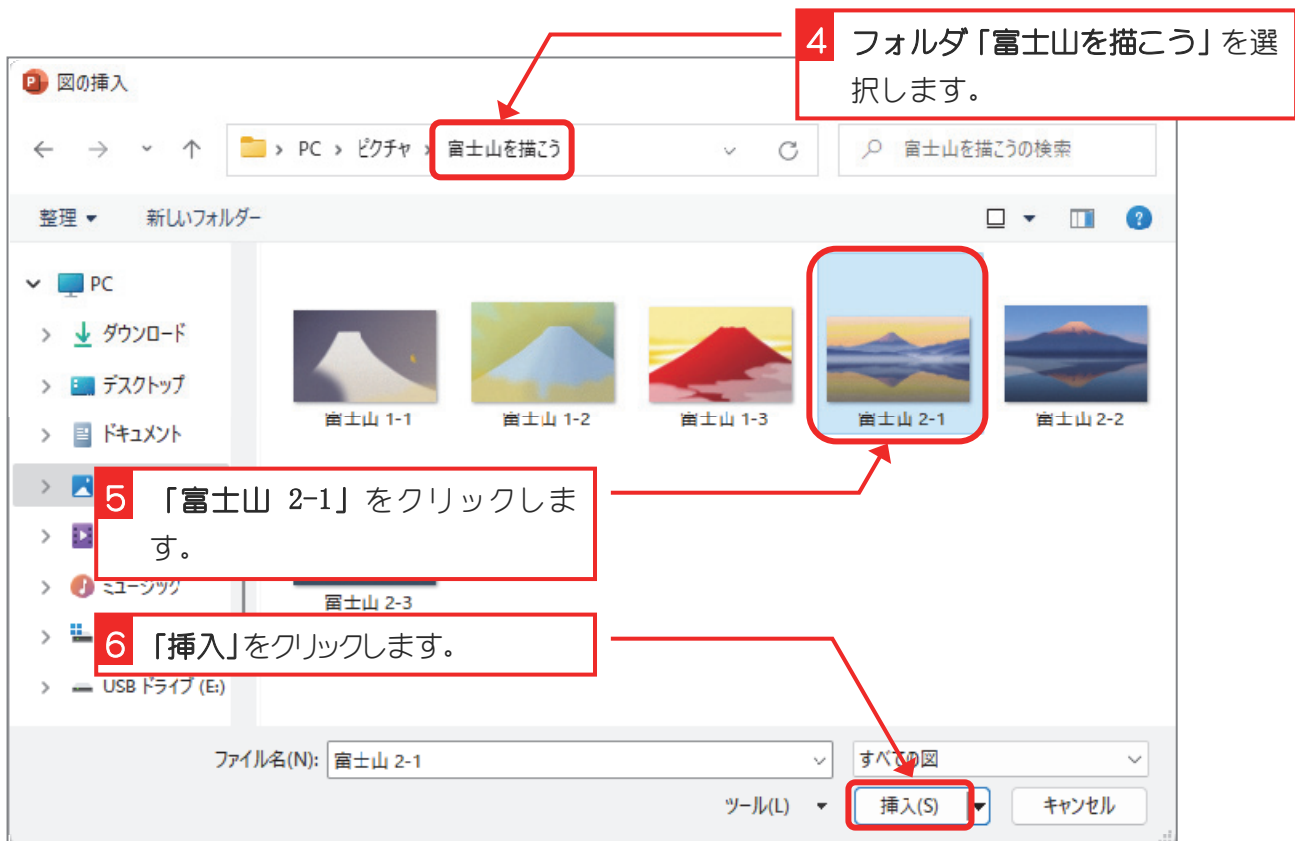 4 フォルダ「富士山を描こう」を選
択します。
図の挿入
PC › ピクチャ › 富士山を描こう
富士山を描こうの検索
整理 新しいフォルダー
PC
ダウンロード
デスクトップ
ドキュメント
富士山 1-1 富士山 1-2 富士山 1-3 富士山 2-1 富士山 2-2
5 「富士山 2-1」をクリックしま
す。
ミュージック
富士山 2-3
6 「挿入」をクリックします。
USB ドライブ (E:)
ファイル名(N): 富士山 2-1 すべての図
ツール(L) 挿入(S) キャンセル